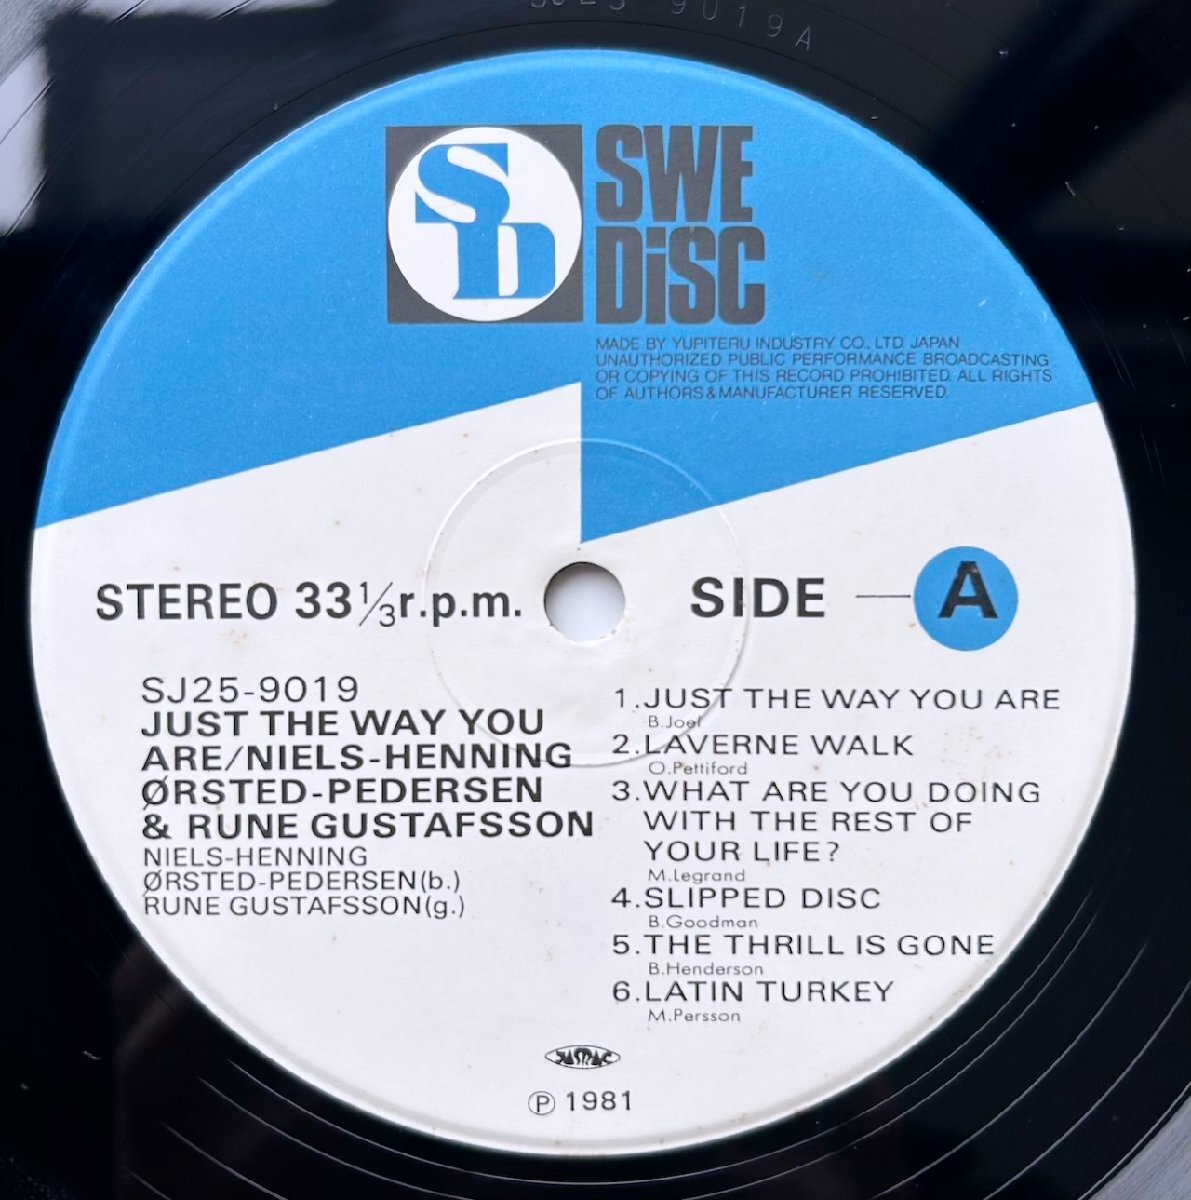 SJ25-9019A
SD
SWE
DiSC
MADE BY YUPITERU INDUSTRY CO., LTD. JAPAN
UNAUTHORIZED PUBLIC PERFORMANCE BROADCASTING
OR COPYING OF THIS RECORD PROHIBITED. ALL RIGHTS
OF AUTHORS & MANUFACTURER RESERVED.
STEREO 33⅓r.p.m.
SIDE — A
SJ25-9019
JUST THE WAY YOU
ARE/NIELS-HENNING
ØRSTED-PEDERSEN
& RUNE GUSTAFSSON
NIELS-HENNING
ØRSTED-PEDERSEN(b.)
RUNE GUSTAFSSON(g.)
1.JUST THE WAY YOU ARE
B.Joel
2.LAVERNE WALK
O.Pettiford
3.WHAT ARE YOU DOING
WITH THE REST OF
YOUR LIFE?
M.Legrand
4.SLIPPED DISC
B.Goodman
5.THE THRILL IS GONE
B.Henderson
6.LATIN TURKEY
M.Persson
JASRAC
Ⓟ 1981